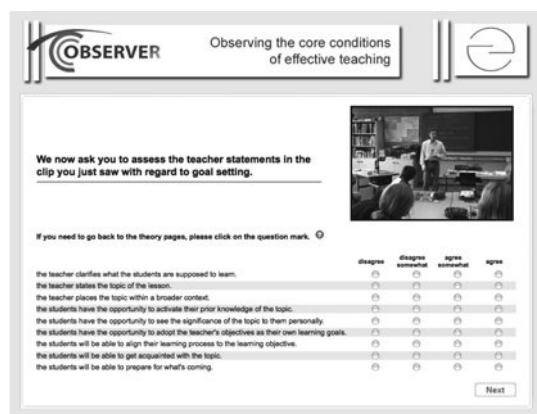 OBSERVER
Observing the core conditions
of effective teaching
We now ask you to assess the teacher statements in the
clip you just saw with regard to goal setting.
If you need to go back to the theory pages, please click on the question mark.
disagree disagree somewhat agree somewhat agree
the teacher clarifies what the students are supposed to learn.
the teacher states the topic of the lesson.
the teacher places the topic within a broader context.
the students have the opportunity to activate their prior knowledge of the topic.
the students have the opportunity to see the significance of the topic to them personally.
the students have the opportunity to adopt the teacher's objectives as their own learning goals.
the students will be able to align their learning process to the learning objective.
the students will be able to get acquainted with the topic.
the students will be able to prepare for what's coming.
Next